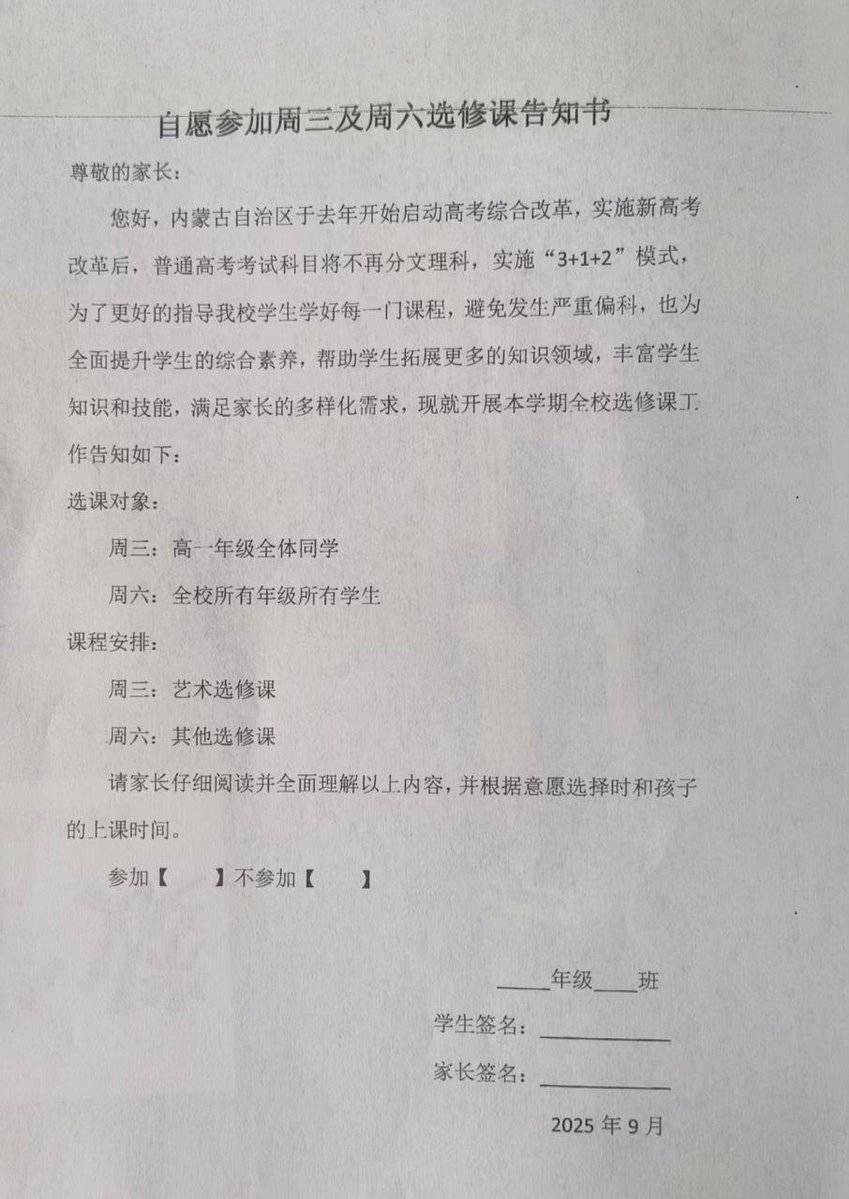 自愿参加周三及周六选修课告知书
尊敬的家长：
您好，内蒙古自治区于去年开始启动高考综合改革，实施新高考
改革后，普通高考考试科目将不再分文理科，实施“3+1+2”模式，
为了更好的指导我校学生学好每一门课程，避免发生严重偏科，也为
全面提升学生的综合素养，帮助学生拓展更多的知识领域，丰富学生
知识和技能，满足家长的多样化需求，现就开展本学期全校选修课工
作告知如下：
选课对象：
周三：高一年级全体同学
周六：全校所有年级所有学生
课程安排：
周三：艺术选修课
周六：其他选修课
请家长仔细阅读并全面理解以上内容，并根据意愿选择时和孩子
的上课时间。
参加【　　】不参加【　　】
_____年级____班
学生签名：____________
家长签名：____________
2025 年 9 月